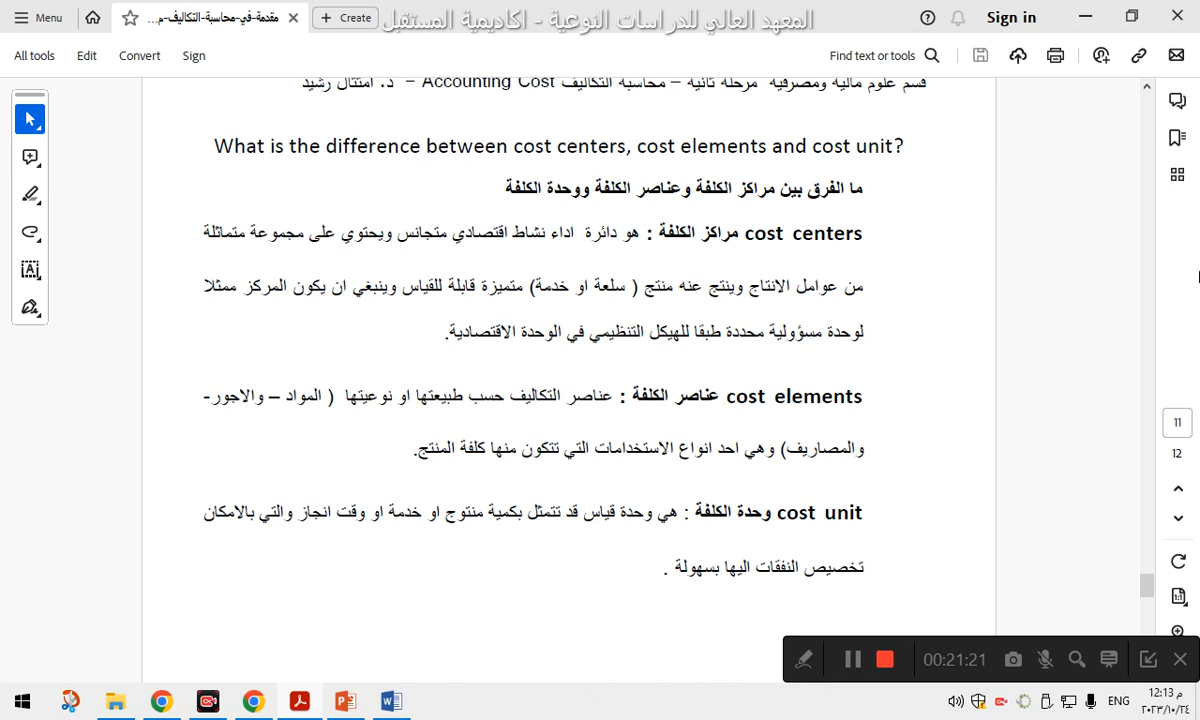 Menu
مقدمة-في-محاسبة-التكاليف-م...
Create
المعهد العالي للدراسات النوعية - اكاديمية المستقبل
Sign in
All tools
Edit
Convert
Sign
Find text or tools
قسم علوم مالية ومصرفية مرحلة ثانية – محاسبة التكاليف Accounting Cost – د. امتثال رشيد
What is the difference between cost centers, cost elements and cost unit?
ما الفرق بين مراكز الكلفة وعناصر الكلفة ووحدة الكلفة
cost centers مراكز الكلفة : هو دائرة اداء نشاط اقتصادي متجانس ويحتوي على مجموعة متماثلة
من عوامل الانتاج وينتج عنه منتج ( سلعة او خدمة) متميزة قابلة للقياس وينبغي ان يكون المركز ممثلا
لوحدة مسؤولية محددة طبقا للهيكل التنظيمي في الوحدة الاقتصادية.
cost elements عناصر الكلفة : عناصر التكاليف حسب طبيعتها او نوعيتها ( المواد – والاجور-
والمصاريف) وهي احد انواع الاستخدامات التي تتكون منها كلفة المنتج.
cost unit وحدة الكلفة : هي وحدة قياس قد تتمثل بكمية منتوج او خدمة او وقت انجاز والتي بالامكان
تخصيص النفقات اليها بسهولة .
11
12
00:21:21
ENG
12:13 م
٢٠٢٣/١٠/٢٤